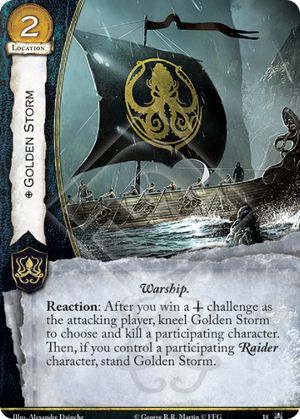 2
Location
Golden Storm
Warship.
Reaction: After you win a challenge as
the attacking player, kneel Golden Storm
to choose and kill a participating character.
Then, if you control a participating Raider
character, stand Golden Storm.
Illus. Alexandre Dainche
© George R.R. Martin © FFG
18